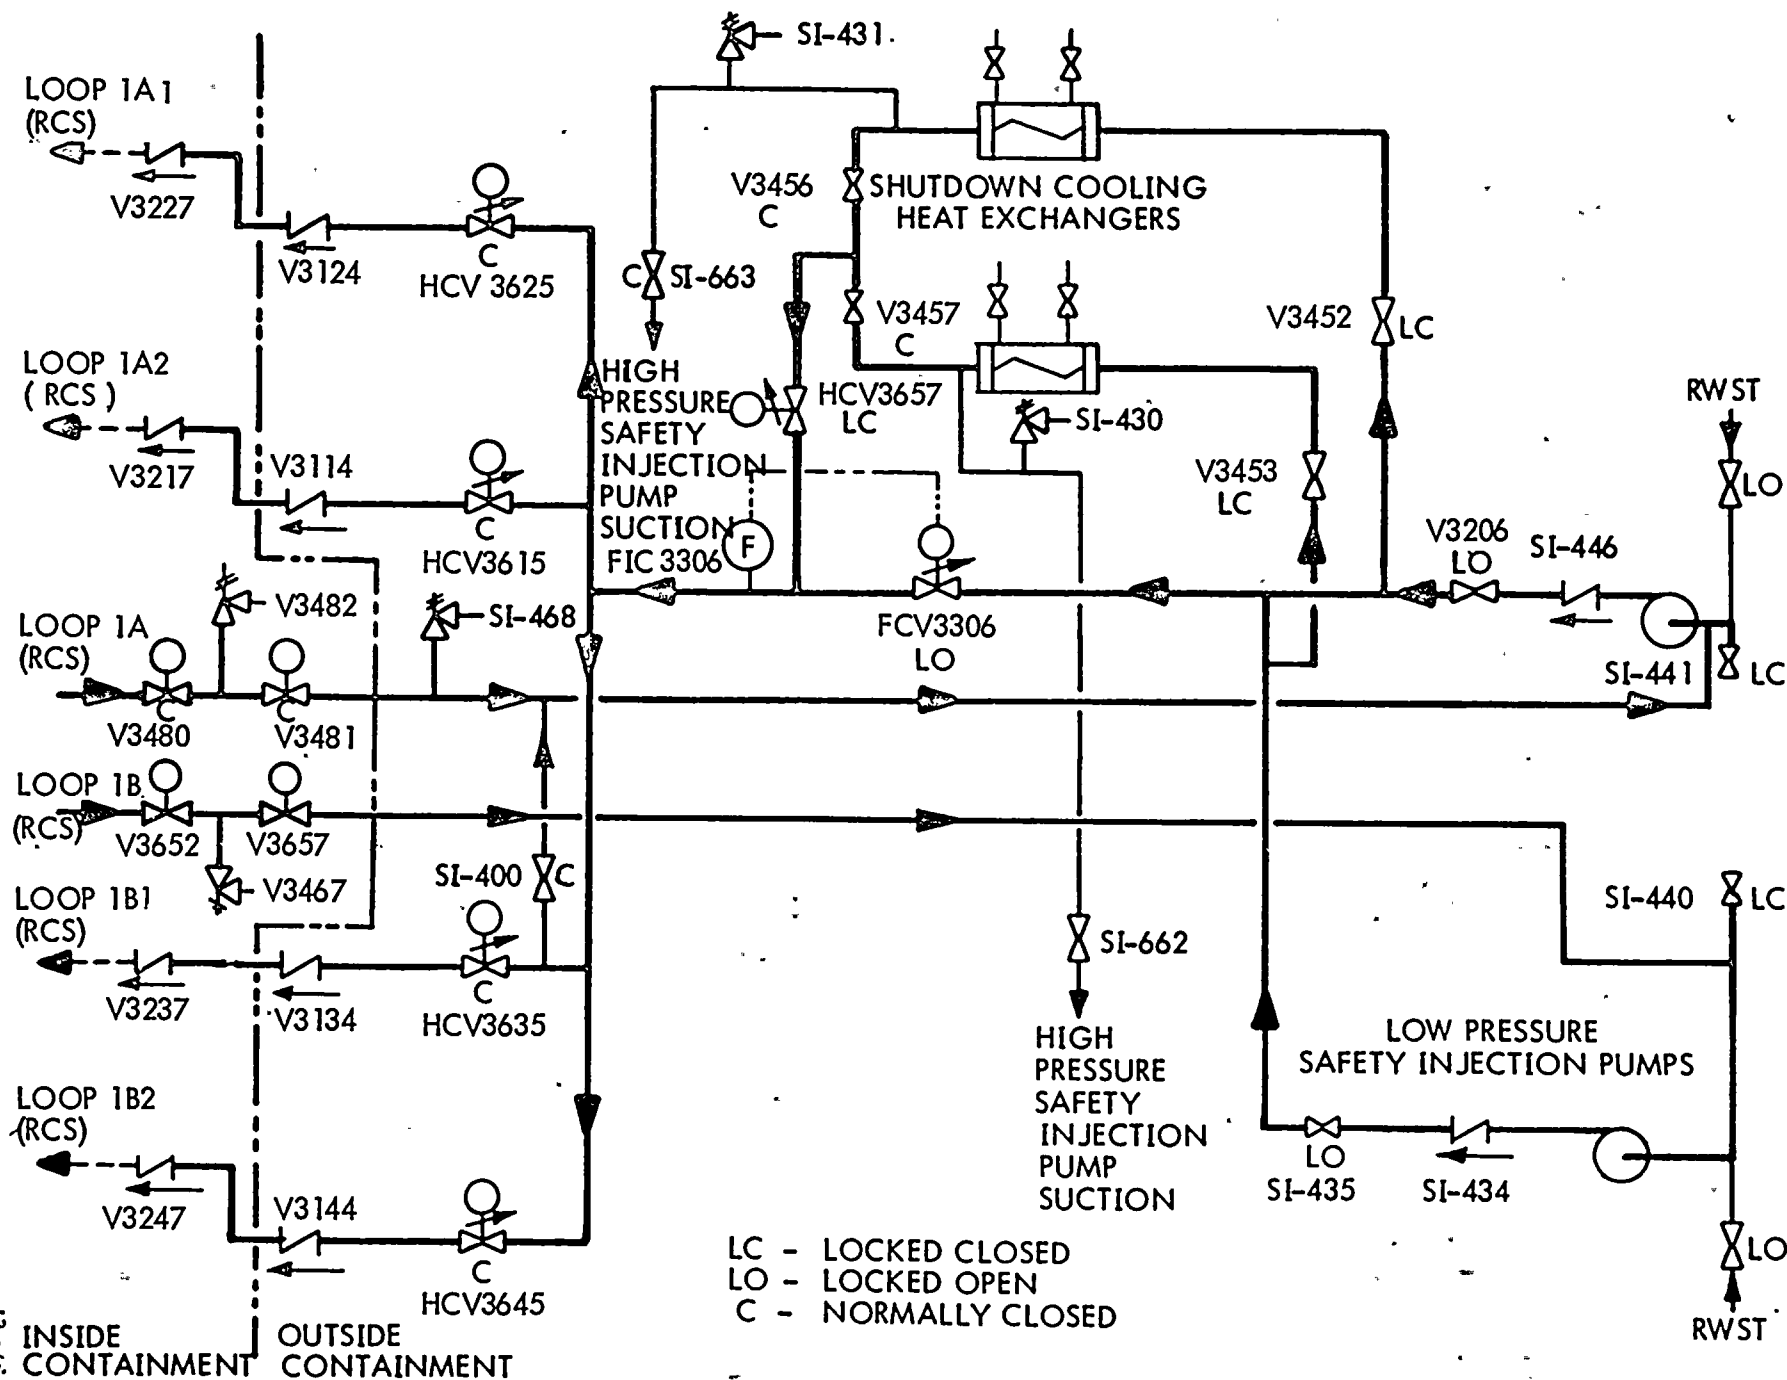 SI-431
LOOP 1A1
(RCS)
V3227
V3124
C
HCV 3625
V3456
C
SHUTDOWN COOLING
HEAT EXCHANGERS
C
SI-663
V3457
C
V3452
LC
LOOP 1A2
( RCS )
V3217
V3114
C
HCV3615
HIGH
PRESSURE
SAFETY
INJECTION
PUMP
SUCTION
FIC 3306
F
HCV3657
LC
SI-430
V3453
LC
RWST
LO
V3206
LO
SI-446
V3482
SI-468
FCV3306
LO
SI-441
LC
LOOP 1A
(RCS)
C
V3480
C
V3481
LOOP 1B
(RCS)
V3652
V3657
V3467
SI-400
C
SI-440
LC
LOOP 1B1
(RCS)
V3237
V3134
C
HCV3635
SI-662
HIGH
PRESSURE
SAFETY
INJECTION
PUMP
SUCTION
LOW PRESSURE
SAFETY INJECTION PUMPS
LO
SI-435
SI-434
LOOP 1B2
(RCS)
V3247
V3144
C
HCV3645
LO
RWST
LC - LOCKED CLOSED
LO - LOCKED OPEN
C - NORMALLY CLOSED
INSIDE
CONTAINMENT
OUTSIDE
CONTAINMENT